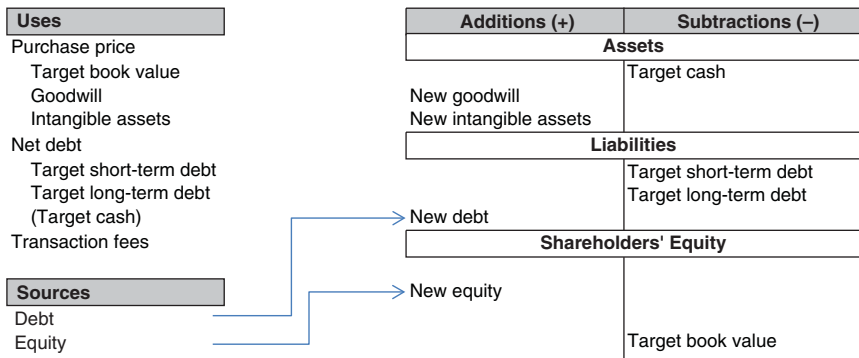 Uses
Purchase price
Target book value
Goodwill
Intangible assets
Net debt
Target short-term debt
Target long-term debt
(Target cash)
Transaction fees
Sources
Debt
Equity
Additions (+) Subtractions (–)
Assets
Target cash
New goodwill
New intangible assets
Liabilities
Target short-term debt
Target long-term debt
New debt
Shareholders' Equity
New equity
Target book value